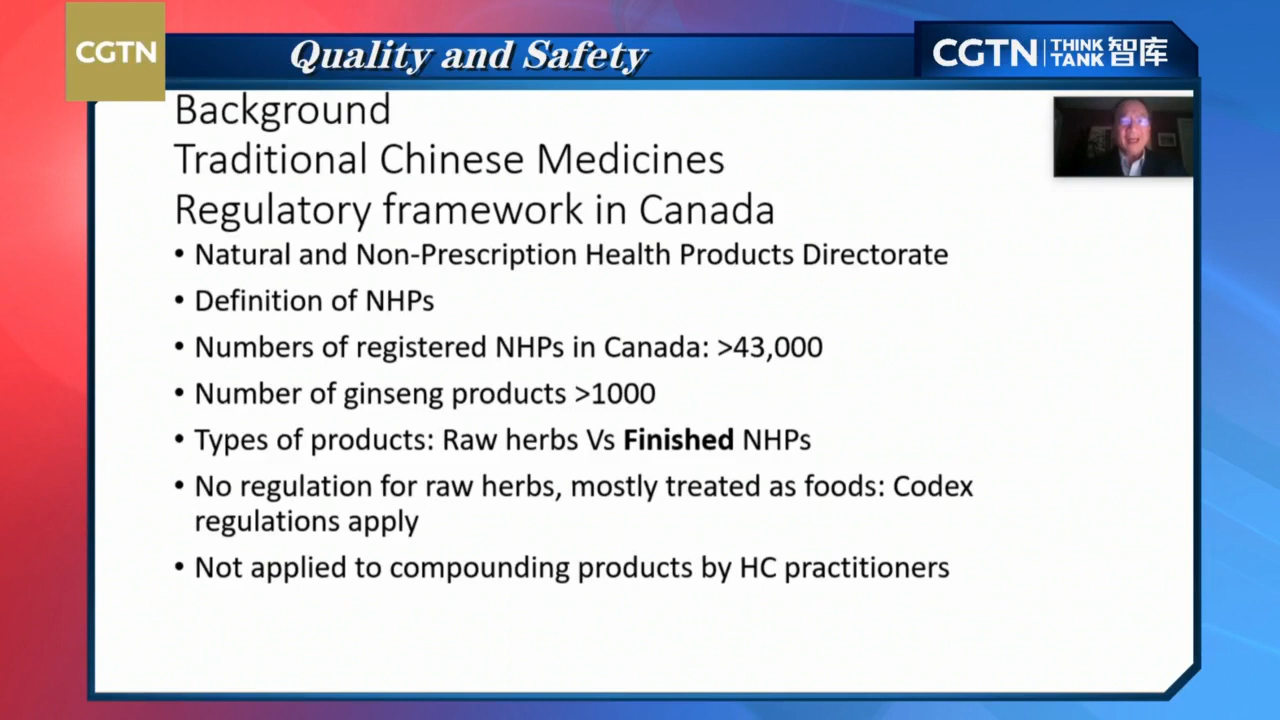 CGTN
Quality and Safety
CGTN THINK TANK 智库
Background
Traditional Chinese Medicines
Regulatory framework in Canada
• Natural and Non-Prescription Health Products Directorate
• Definition of NHPs
• Numbers of registered NHPs in Canada: >43,000
• Number of ginseng products >1000
• Types of products: Raw herbs Vs Finished NHPs
• No regulation for raw herbs, mostly treated as foods: Codex
regulations apply
• Not applied to compounding products by HC practitioners